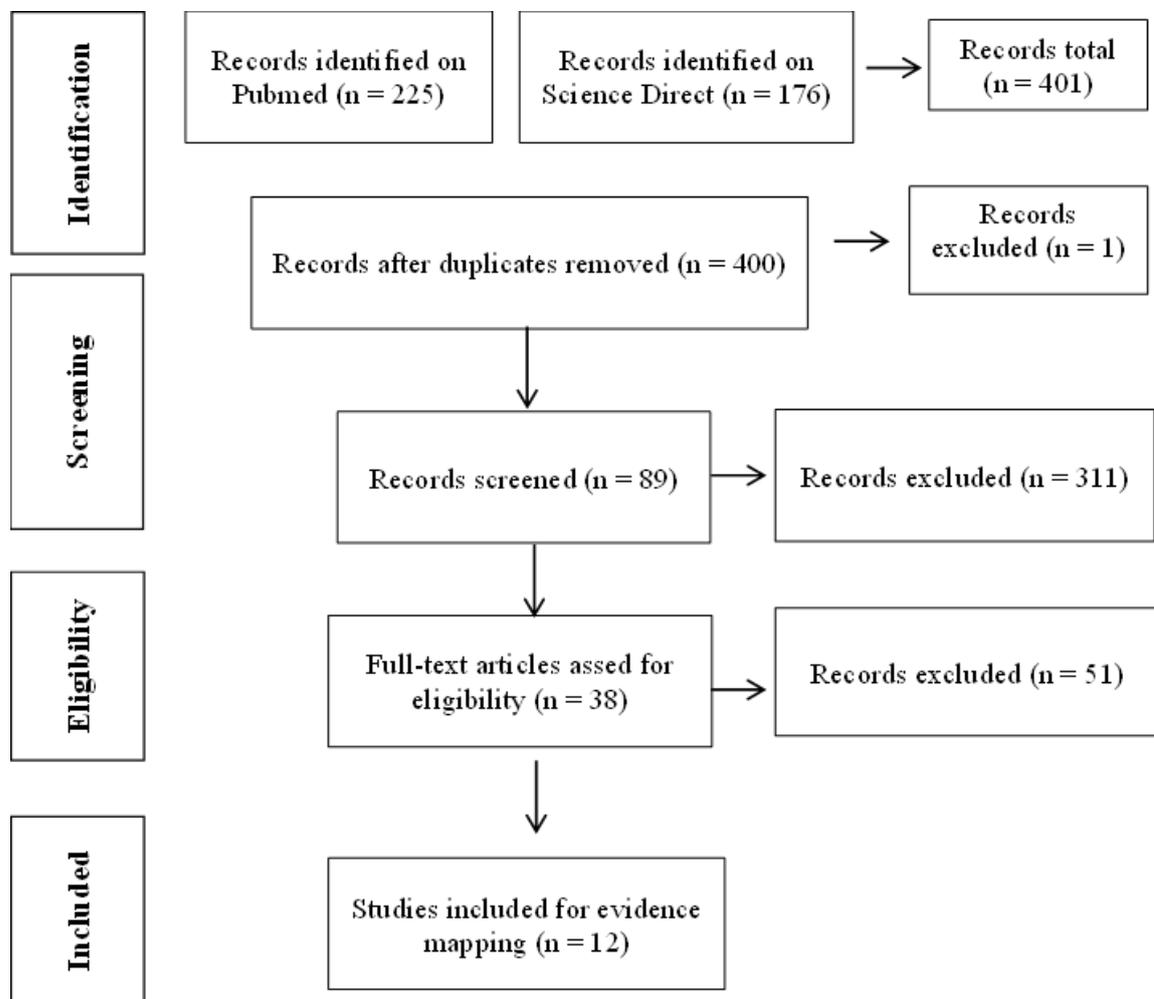 Identification
Records identified on
Pubmed (n = 225)
Records identified on
Science Direct (n = 176)
Records total
(n = 401)
Records after duplicates removed (n = 400)
Records
excluded (n = 1)
Screening
Records screened (n = 89)
Records excluded (n = 311)
Eligibility
Full-text articles assed for
eligibility (n = 38)
Records excluded (n = 51)
Included
Studies included for evidence
mapping (n = 12)